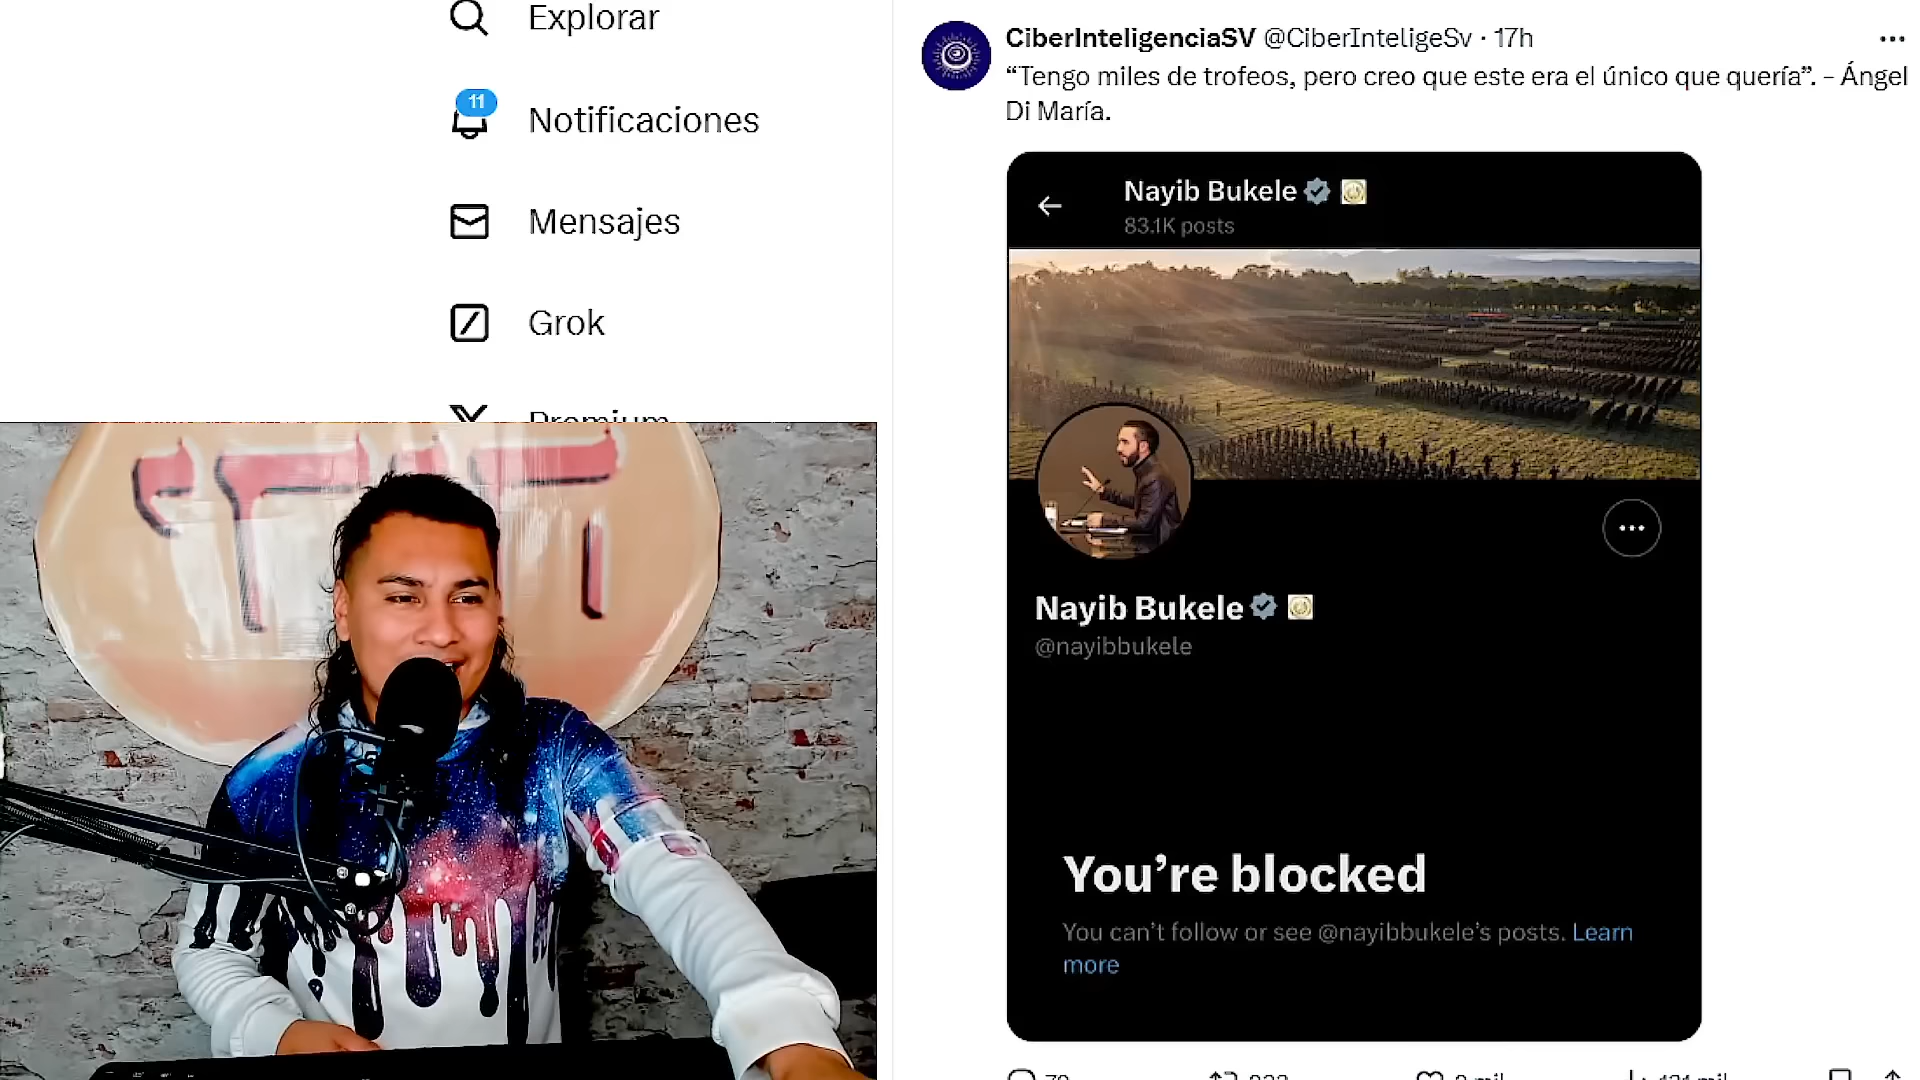 Explorar
11
Notificaciones
Mensajes
Grok
Premium
CiberInteligenciaSV @CiberInteligeSv · 17h
“Tengo miles de trofeos, pero creo que este era el único que quería”. – Ángel
Di María.
Nayib Bukele
83.1K posts
Nayib Bukele
@nayibbukele
You’re blocked
You can’t follow or see @nayibbukele’s posts. Learn
more